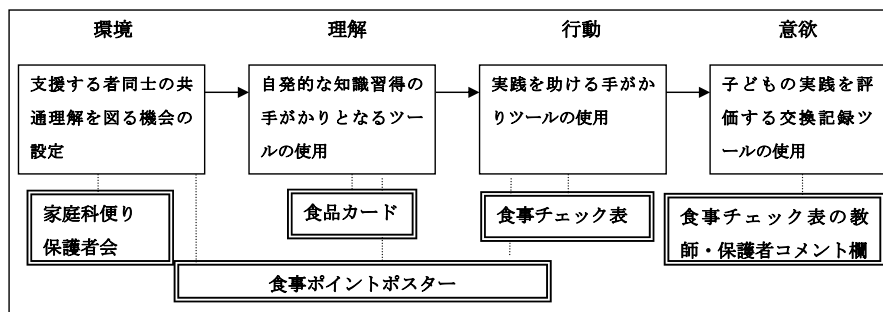 環境
理解
行動
意欲
支援する者同士の共
通理解を図る機会の
設定
自発的な知識習得の
手がかりとなるツー
ルの使用
実践を助ける手がか
りツールの使用
子どもの実践を評
価する交換記録ツ
ールの使用
家庭科便り
保護者会
食品カード
食事チェック表
食事チェック表の教
師・保護者コメント欄
食事ポイントポスター